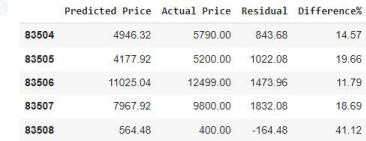 Predicted Price Actual Price Residual Difference%
83504 4946.32 5790.00 843.68 14.57
83505 4177.92 5200.00 1022.08 19.66
83506 11025.04 12499.00 1473.96 11.79
83507 7967.92 9800.00 1832.08 18.69
83508 564.48 400.00 -164.48 41.12